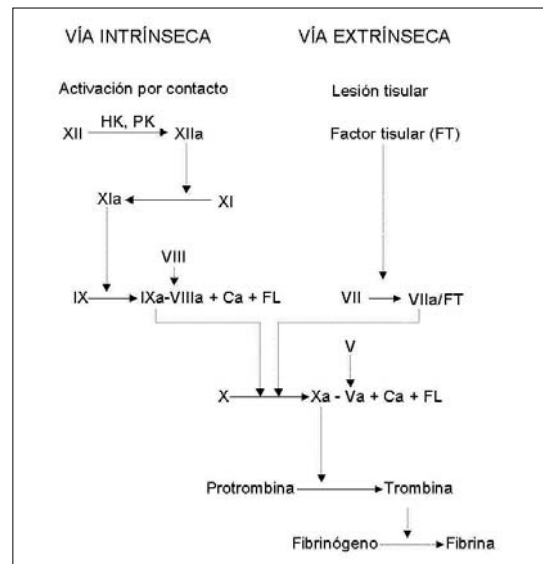 VÍA INTRÍNSECA VÍA EXTRÍNSECA
Activación por contacto Lesión tisular
HK, PK
XII XIIa Factor tisular (FT)
XIa XI
VIII
IX IXa-VIIIa + Ca + FL VII VIIa/FT
V
X Xa - Va + Ca + FL
Protrombina Trombina
Fibrinógeno Fibrina